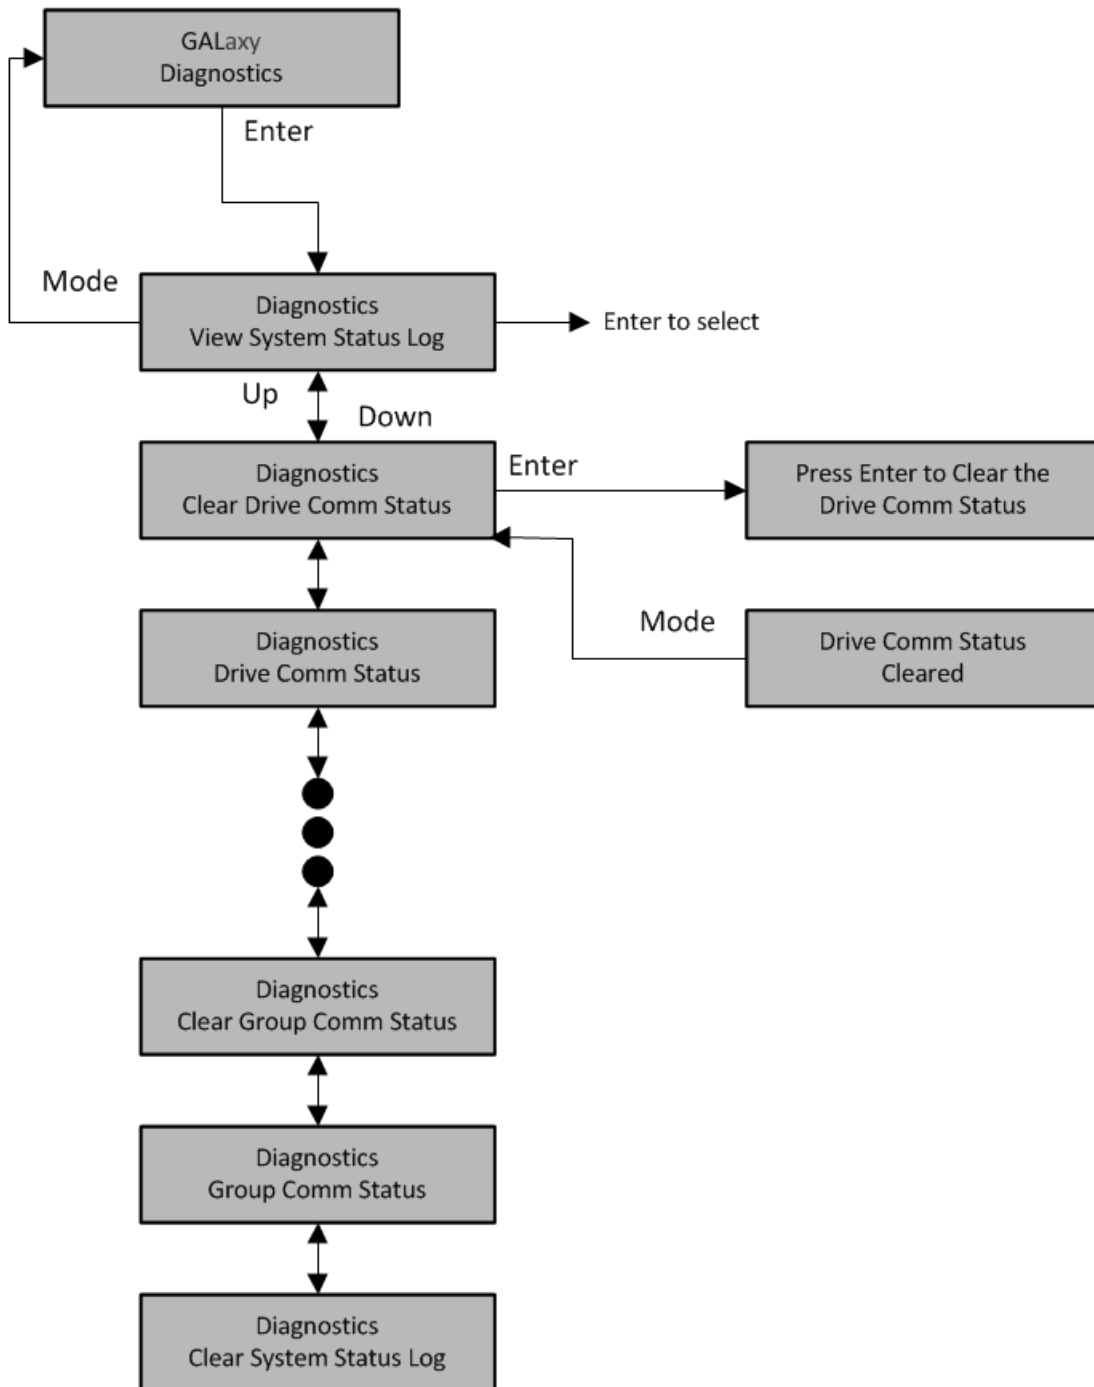 GALaxy
Diagnostics
Enter
Mode
Diagnostics
View System Status Log
Enter to select
Up
Down
Diagnostics
Clear Drive Comm Status
Enter
Press Enter to Clear the
Drive Comm Status
Diagnostics
Drive Comm Status
Mode
Drive Comm Status
Cleared
Diagnostics
Clear Group Comm Status
Diagnostics
Group Comm Status
Diagnostics
Clear System Status Log